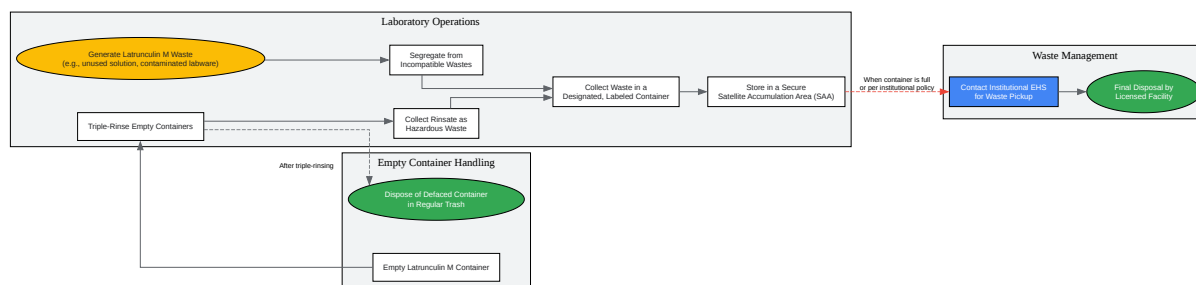 Laboratory Operations
Generate Latrunculin M Waste
(e.g., unused solution, contaminated labware)
Segregate from
Incompatible Wastes
Collect Waste in a
Designated, Labeled Container
Store in a Secure
Satellite Accumulation Area (SAA)
When container is full
or per institutional policy
Waste Management
Contact Institutional EHS
for Waste Pickup
Final Disposal by
Licensed Facility
Triple-Rinse Empty Containers
Collect Rinsate as
Hazardous Waste
After triple-rinsing
Empty Container Handling
Dispose of Defaced Container
in Regular Trash
Empty Latrunculin M Container